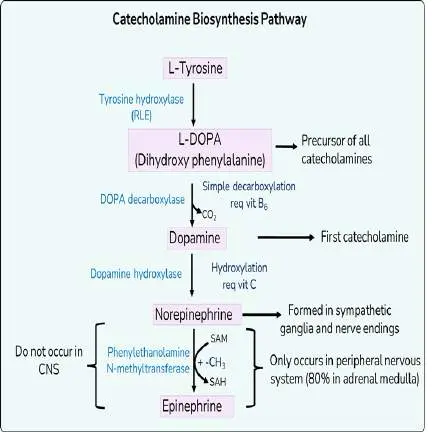 Catecholamine Biosynthesis Pathway
L-Tyrosine
Tyrosine hydroxylase
(RLE)
L-DOPA
(Dihydroxy phenylalanine)
Precursor of all
catecholamines
DOPA decarboxylase
Simple decarboxylation
req vit B₆
CO₂
Dopamine
First catecholamine
Dopamine hydroxylase
Hydroxylation
req vit C
Norepinephrine
Formed in sympathetic
ganglia and nerve endings
Do not occur in
CNS
Phenylethanolamine
N-methyltransferase
SAM
+ -CH₃
SAH
Only occurs in peripheral nervous
system (80% in adrenal medulla)
Epinephrine